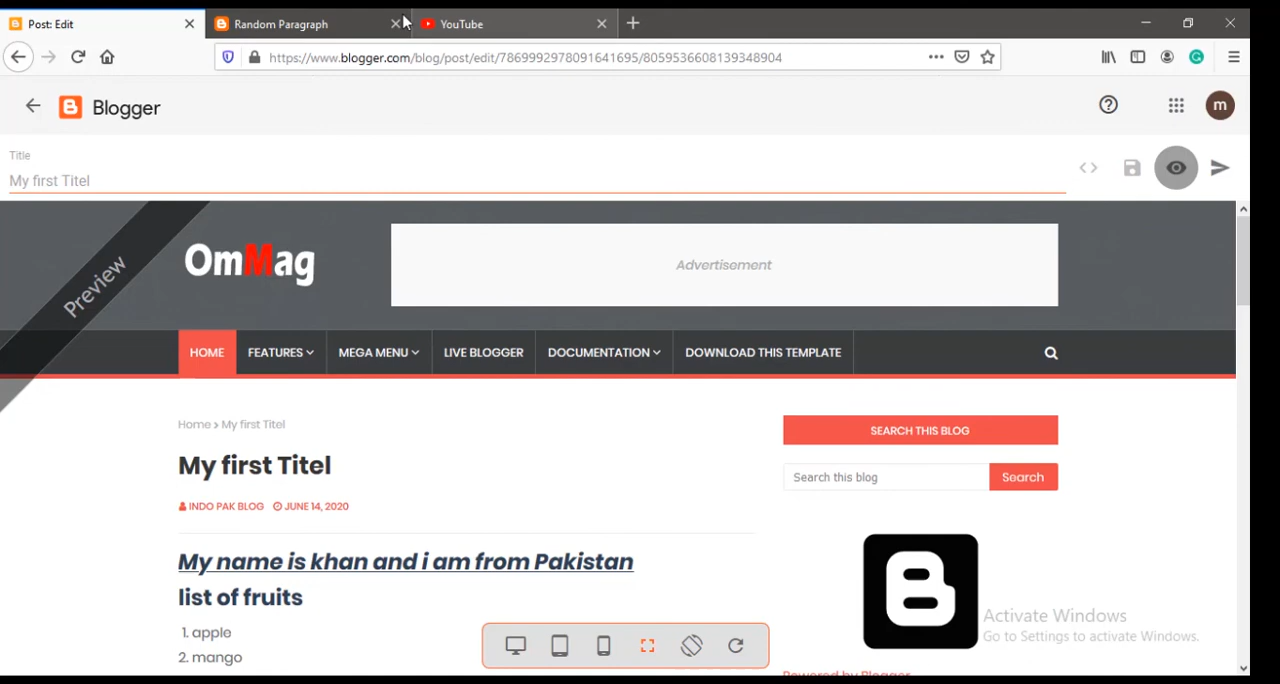 Post: Edit
Random Paragraph
YouTube
https://www.blogger.com/blog/post/edit/7869992978091641695/8059536608139348904
Blogger
m
Title
My first Titel
Preview
OmMag
Advertisement
HOME
FEATURES
MEGA MENU
LIVE BLOGGER
DOCUMENTATION
DOWNLOAD THIS TEMPLATE
Home > My first Titel
SEARCH THIS BLOG
My first Titel
Search this blog
Search
INDO PAK BLOG JUNE 14, 2020
My name is khan and i am from Pakistan
list of fruits
1. apple
2. mango
Activate Windows
Go to Settings to activate Windows.
Powered by Blogger